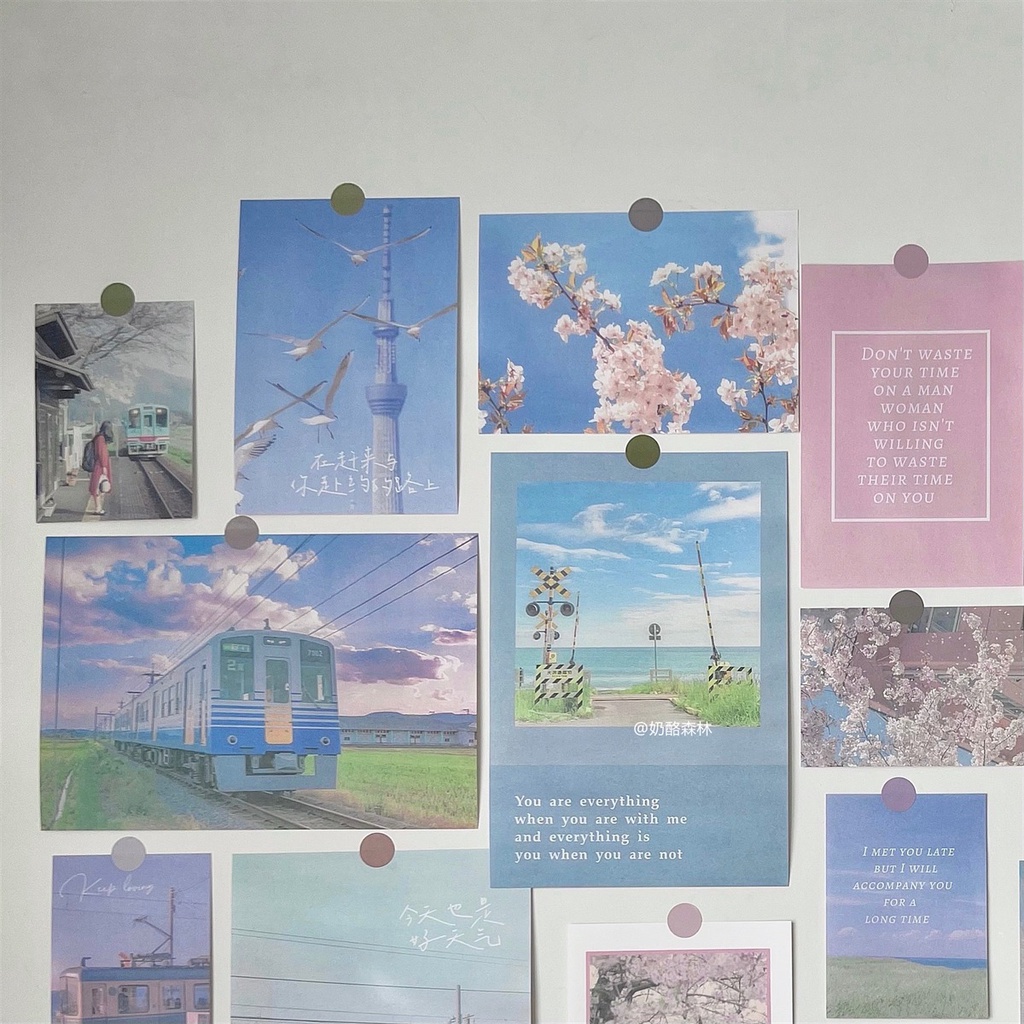 在赶来与
你赴约的路上
DON'T WASTE
YOUR TIME
ON A MAN
WOMAN
WHO ISN'T
WILLING
TO WASTE
THEIR TIME
ON YOU
@奶酪森林
You are everything
when you are with me
and everything is
you when you are not
I MET YOU LATE
BUT I WILL
ACCOMPANY YOU
FOR A
LONG TIME
Keep loving
今天也是
好天气